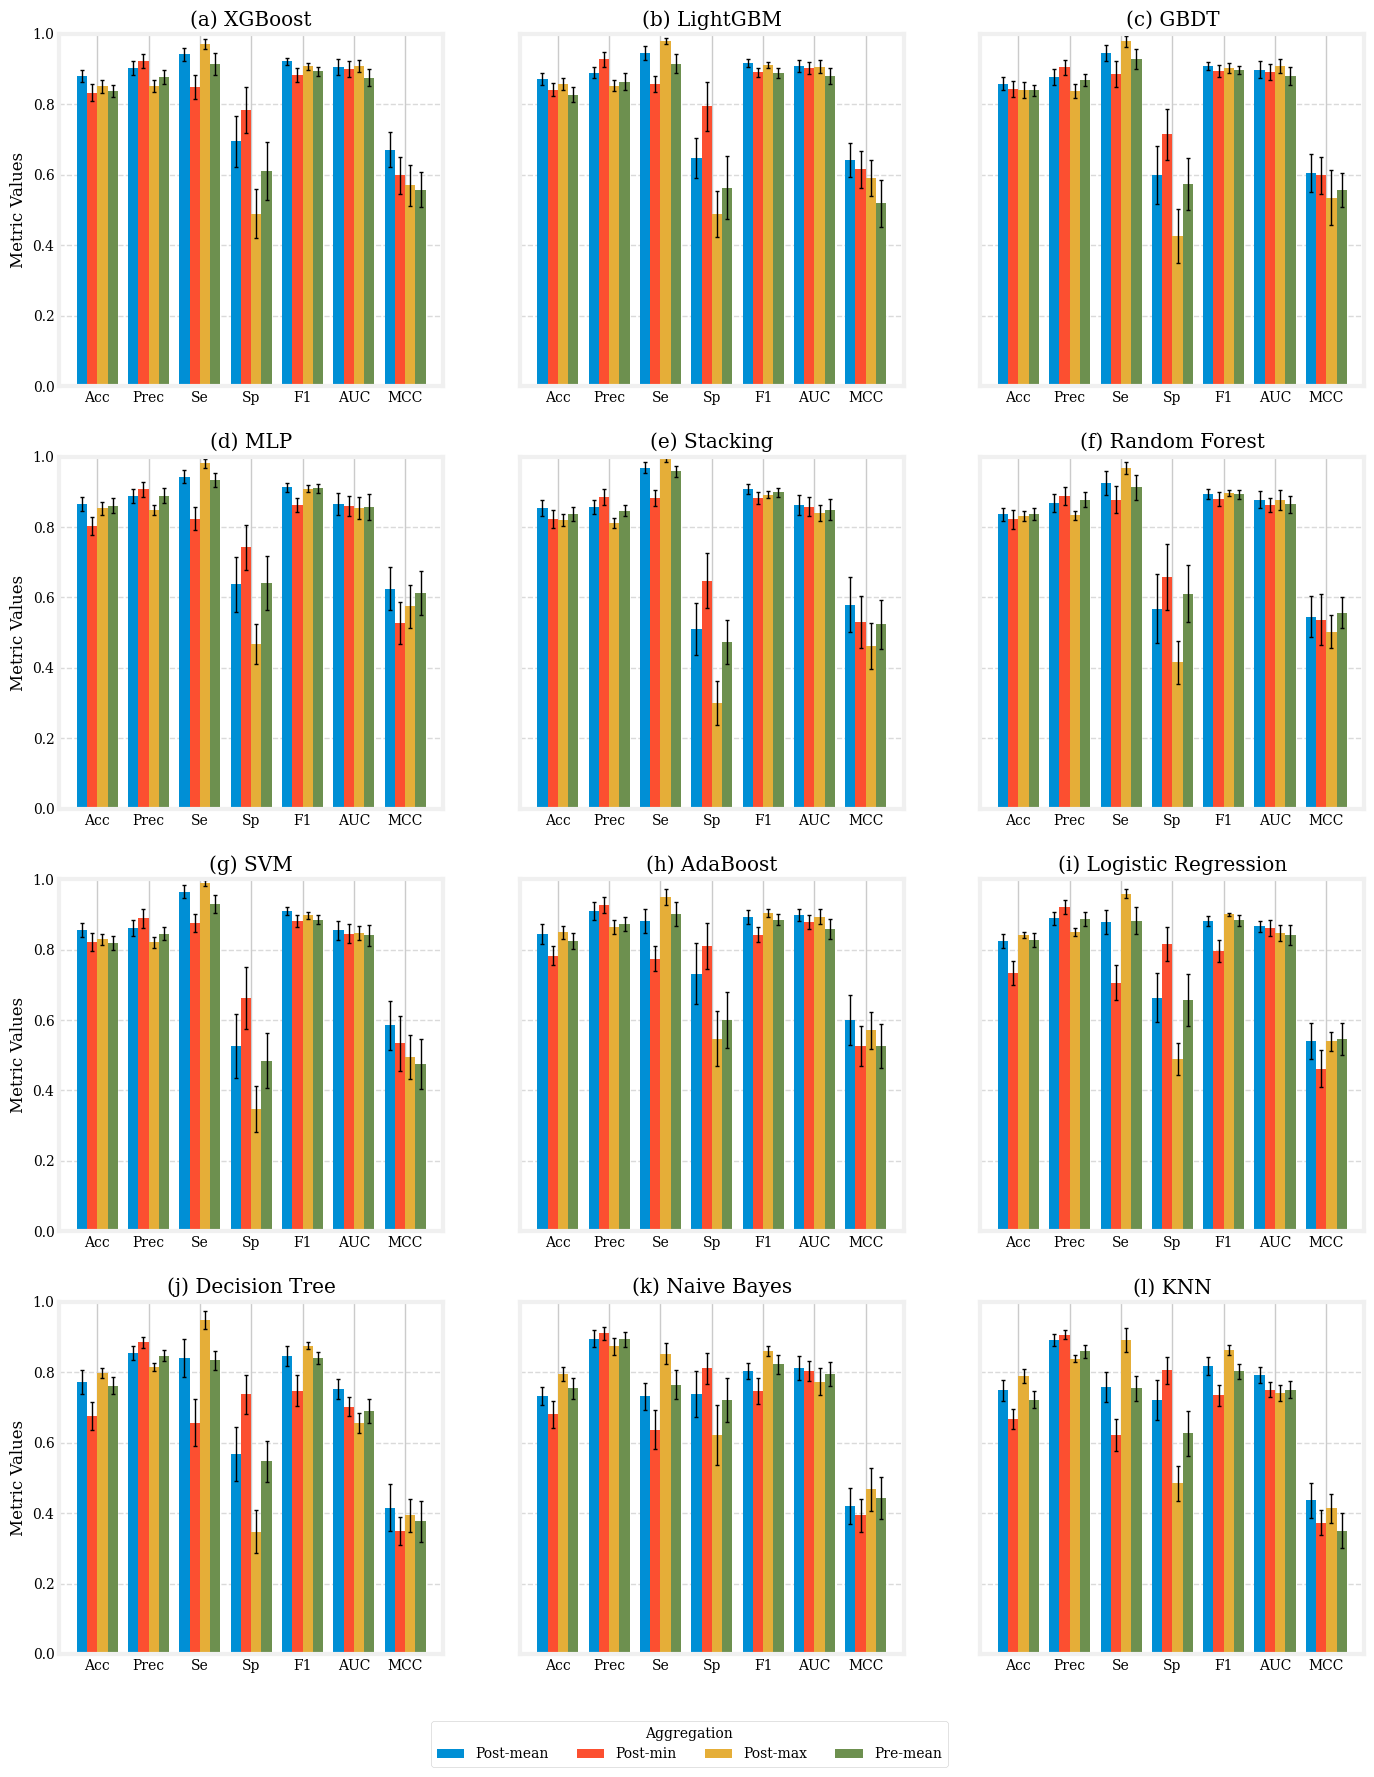 (a) XGBoost
(b) LightGBM
(c) GBDT
Metric Values
1.0
0.8
0.6
0.4
0.2
0.0
Acc Prec Se Sp F1 AUC MCC
Acc Prec Se Sp F1 AUC MCC
Acc Prec Se Sp F1 AUC MCC
(d) MLP
(e) Stacking
(f) Random Forest
Metric Values
1.0
0.8
0.6
0.4
0.2
0.0
Acc Prec Se Sp F1 AUC MCC
Acc Prec Se Sp F1 AUC MCC
Acc Prec Se Sp F1 AUC MCC
(g) SVM
(h) AdaBoost
(i) Logistic Regression
Metric Values
1.0
0.8
0.6
0.4
0.2
0.0
Acc Prec Se Sp F1 AUC MCC
Acc Prec Se Sp F1 AUC MCC
Acc Prec Se Sp F1 AUC MCC
(j) Decision Tree
(k) Naive Bayes
(l) KNN
Metric Values
1.0
0.8
0.6
0.4
0.2
0.0
Acc Prec Se Sp F1 AUC MCC
Acc Prec Se Sp F1 AUC MCC
Acc Prec Se Sp F1 AUC MCC
Aggregation
Post-mean Post-min Post-max Pre-mean